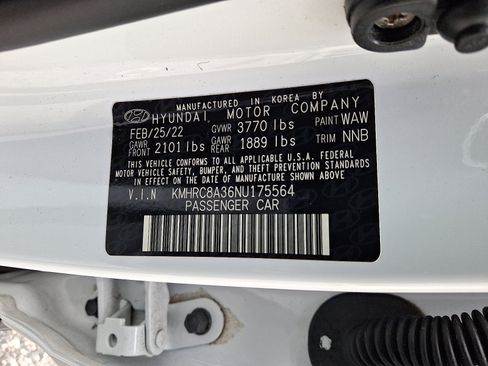 MANUFACTURED IN KOREA BY
HYUNDAI MOTOR COMPANY
FEB/25/22 GVWR 3770 lbs PAINT WAW
GAWR FRONT 2101 lbs GAWR REAR 1889 lbs TRIM NNB
THIS VEHICLE CONFORMS TO ALL APPLICABLE U.S.A. FEDERAL
MOTOR VEHICLE SAFETY, BUMPER, AND THEFT PREVENTION
STANDARDS IN EFFECT ON THE DATE OF MANUFACTURE SHOWN ABOVE.
V.I.N KMHRC8A36NU175564
PASSENGER CAR